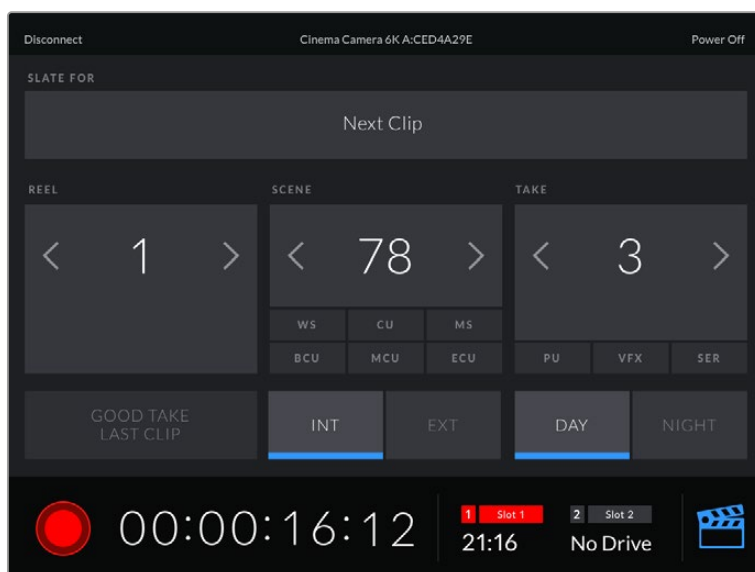 Disconnect Cinema Camera 6K A:CED4A29E Power Off
SLATE FOR
Next Clip
REEL SCENE TAKE
1 78 3
WS CU MS
BCU MCU ECU PU VFX SER
GOOD TAKE
LAST CLIP
INT EXT DAY NIGHT
00:00:16:12
1 Slot 1 2 Slot 2
21:16 No Drive